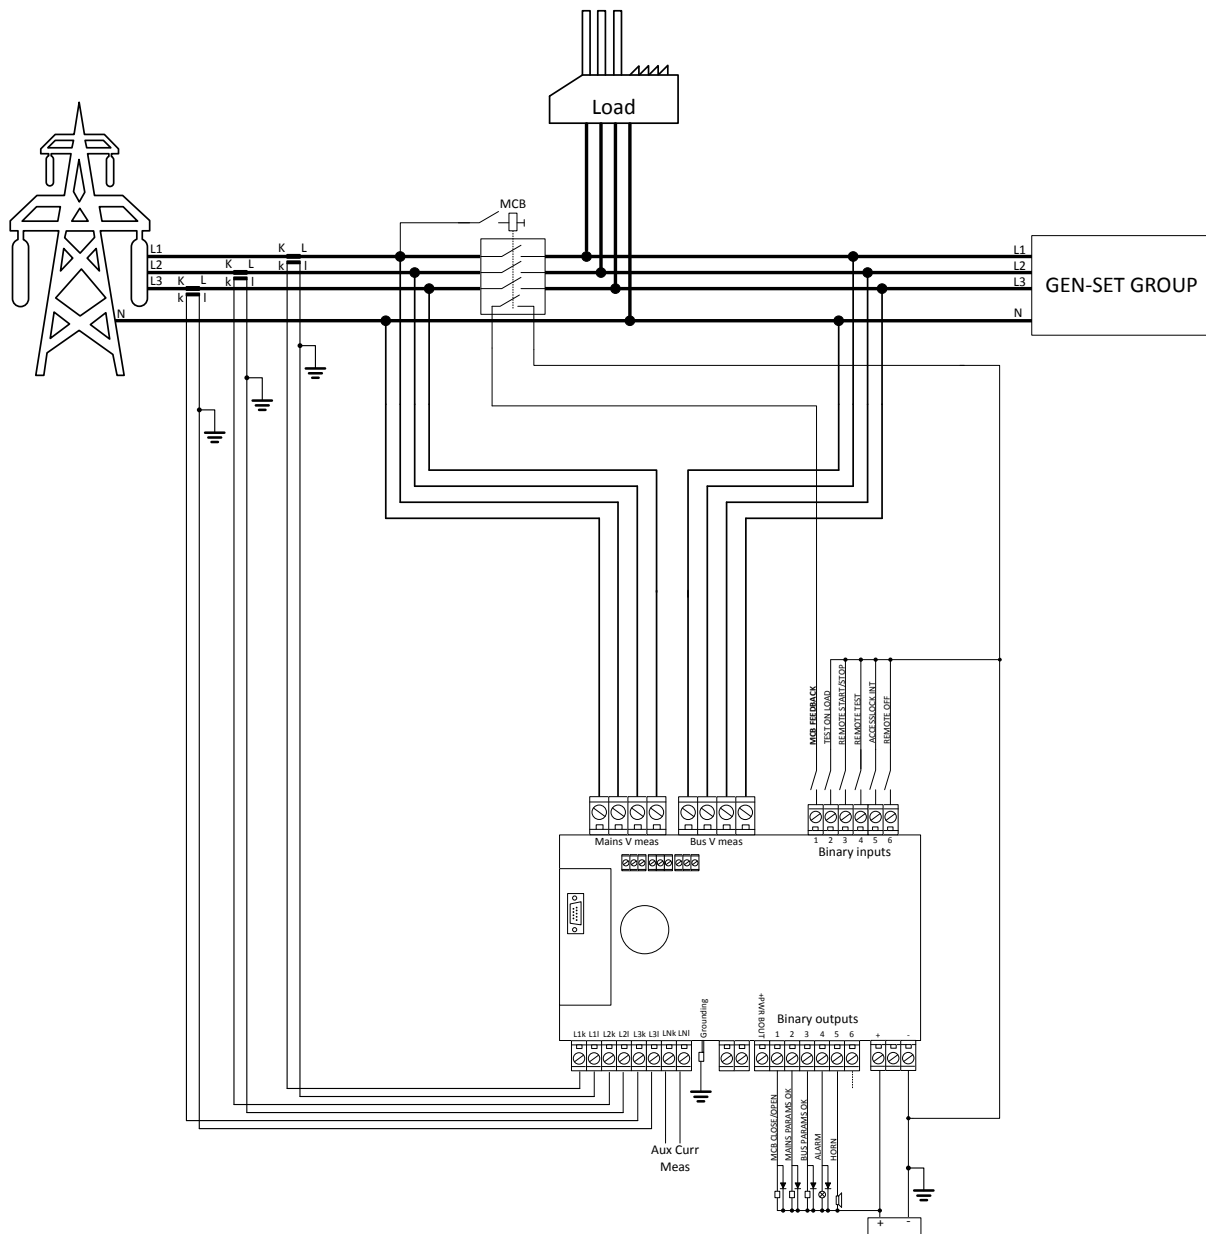 Load
MCB
L1
L2
L3
N
K L
k l
K L
k l
K L
k l
L1
L2
L3
N
GEN-SET GROUP
MCB FEEDBACK
TEST ON LOAD
REMOTE START/STOP
REMOTE TEST
ACCESSLOCK INT
REMOTE OFF
Mains V meas
Bus V meas
1 2 3 4 5 6
Binary inputs
Grounding
+PWR BOUT
Binary outputs
L1k L1l L2k L2l L3k L3l LNk LNl
1 2 3 4 5 6
+ -
MCB CLOSE/OPEN
MAINS PARAMS OK
BUS PARAMS OK
ALARM
HORN
Aux Curr
Meas
+ -